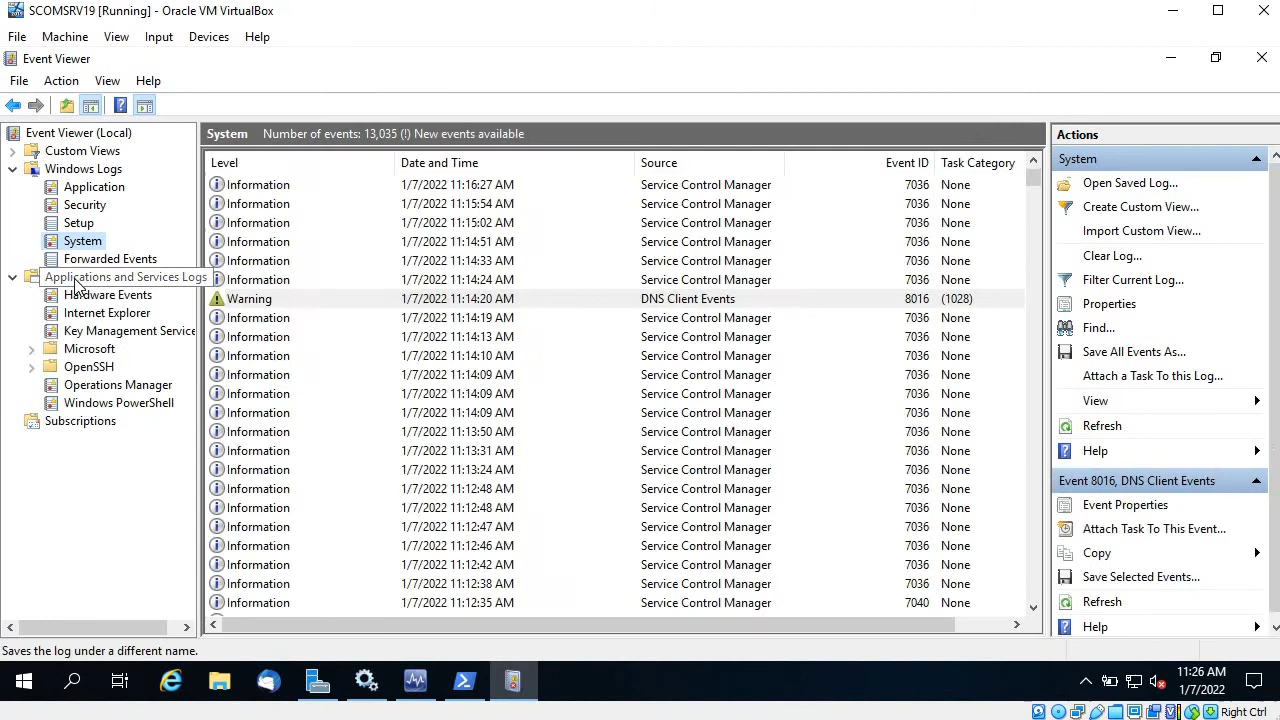 SCOMSRV19 [Running] - Oracle VM VirtualBox
File Machine View Input Devices Help
Event Viewer
File Action View Help
Event Viewer (Local)
Custom Views
Windows Logs
Application
Security
Setup
System
Forwarded Events
Applications and Services Logs
Hardware Events
Internet Explorer
Key Management Service
Microsoft
OpenSSH
Operations Manager
Windows PowerShell
Subscriptions
System Number of events: 13,035 (!) New events available
Level Date and Time Source Event ID Task Category
Information 1/7/2022 11:16:27 AM Service Control Manager 7036 None
Information 1/7/2022 11:15:54 AM Service Control Manager 7036 None
Information 1/7/2022 11:15:02 AM Service Control Manager 7036 None
Information 1/7/2022 11:14:51 AM Service Control Manager 7036 None
Information 1/7/2022 11:14:33 AM Service Control Manager 7036 None
Information 1/7/2022 11:14:24 AM Service Control Manager 7036 None
Warning 1/7/2022 11:14:20 AM DNS Client Events 8016 (1028)
Information 1/7/2022 11:14:19 AM Service Control Manager 7036 None
Information 1/7/2022 11:14:13 AM Service Control Manager 7036 None
Information 1/7/2022 11:14:10 AM Service Control Manager 7036 None
Information 1/7/2022 11:14:09 AM Service Control Manager 7036 None
Information 1/7/2022 11:14:09 AM Service Control Manager 7036 None
Information 1/7/2022 11:14:09 AM Service Control Manager 7036 None
Information 1/7/2022 11:13:50 AM Service Control Manager 7036 None
Information 1/7/2022 11:13:31 AM Service Control Manager 7036 None
Information 1/7/2022 11:13:24 AM Service Control Manager 7036 None
Information 1/7/2022 11:12:48 AM Service Control Manager 7036 None
Information 1/7/2022 11:12:48 AM Service Control Manager 7036 None
Information 1/7/2022 11:12:47 AM Service Control Manager 7036 None
Information 1/7/2022 11:12:46 AM Service Control Manager 7036 None
Information 1/7/2022 11:12:42 AM Service Control Manager 7036 None
Information 1/7/2022 11:12:38 AM Service Control Manager 7036 None
Information 1/7/2022 11:12:35 AM Service Control Manager 7040 None
Actions
System
Open Saved Log...
Create Custom View...
Import Custom View...
Clear Log...
Filter Current Log...
Properties
Find...
Save All Events As...
Attach a Task To this Log...
View
Refresh
Help
Event 8016, DNS Client Events
Event Properties
Attach Task To This Event...
Copy
Save Selected Events...
Refresh
Help
Saves the log under a different name.
11:26 AM
1/7/2022
Right Ctrl